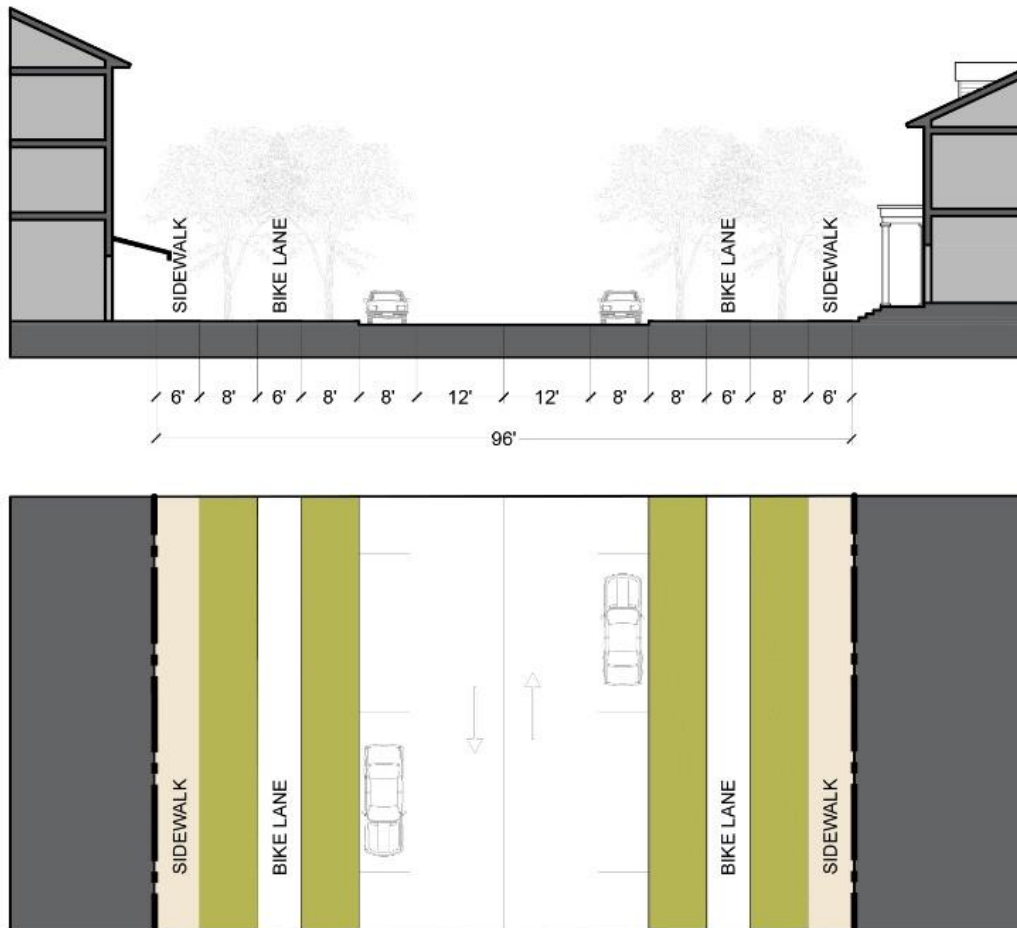 SIDEWALK
BIKE LANE
BIKE LANE
SIDEWALK
6' 8' 6' 8' 8' 12' 12' 8' 8' 6' 8' 6'
96'
SIDEWALK
BIKE LANE
BIKE LANE
SIDEWALK